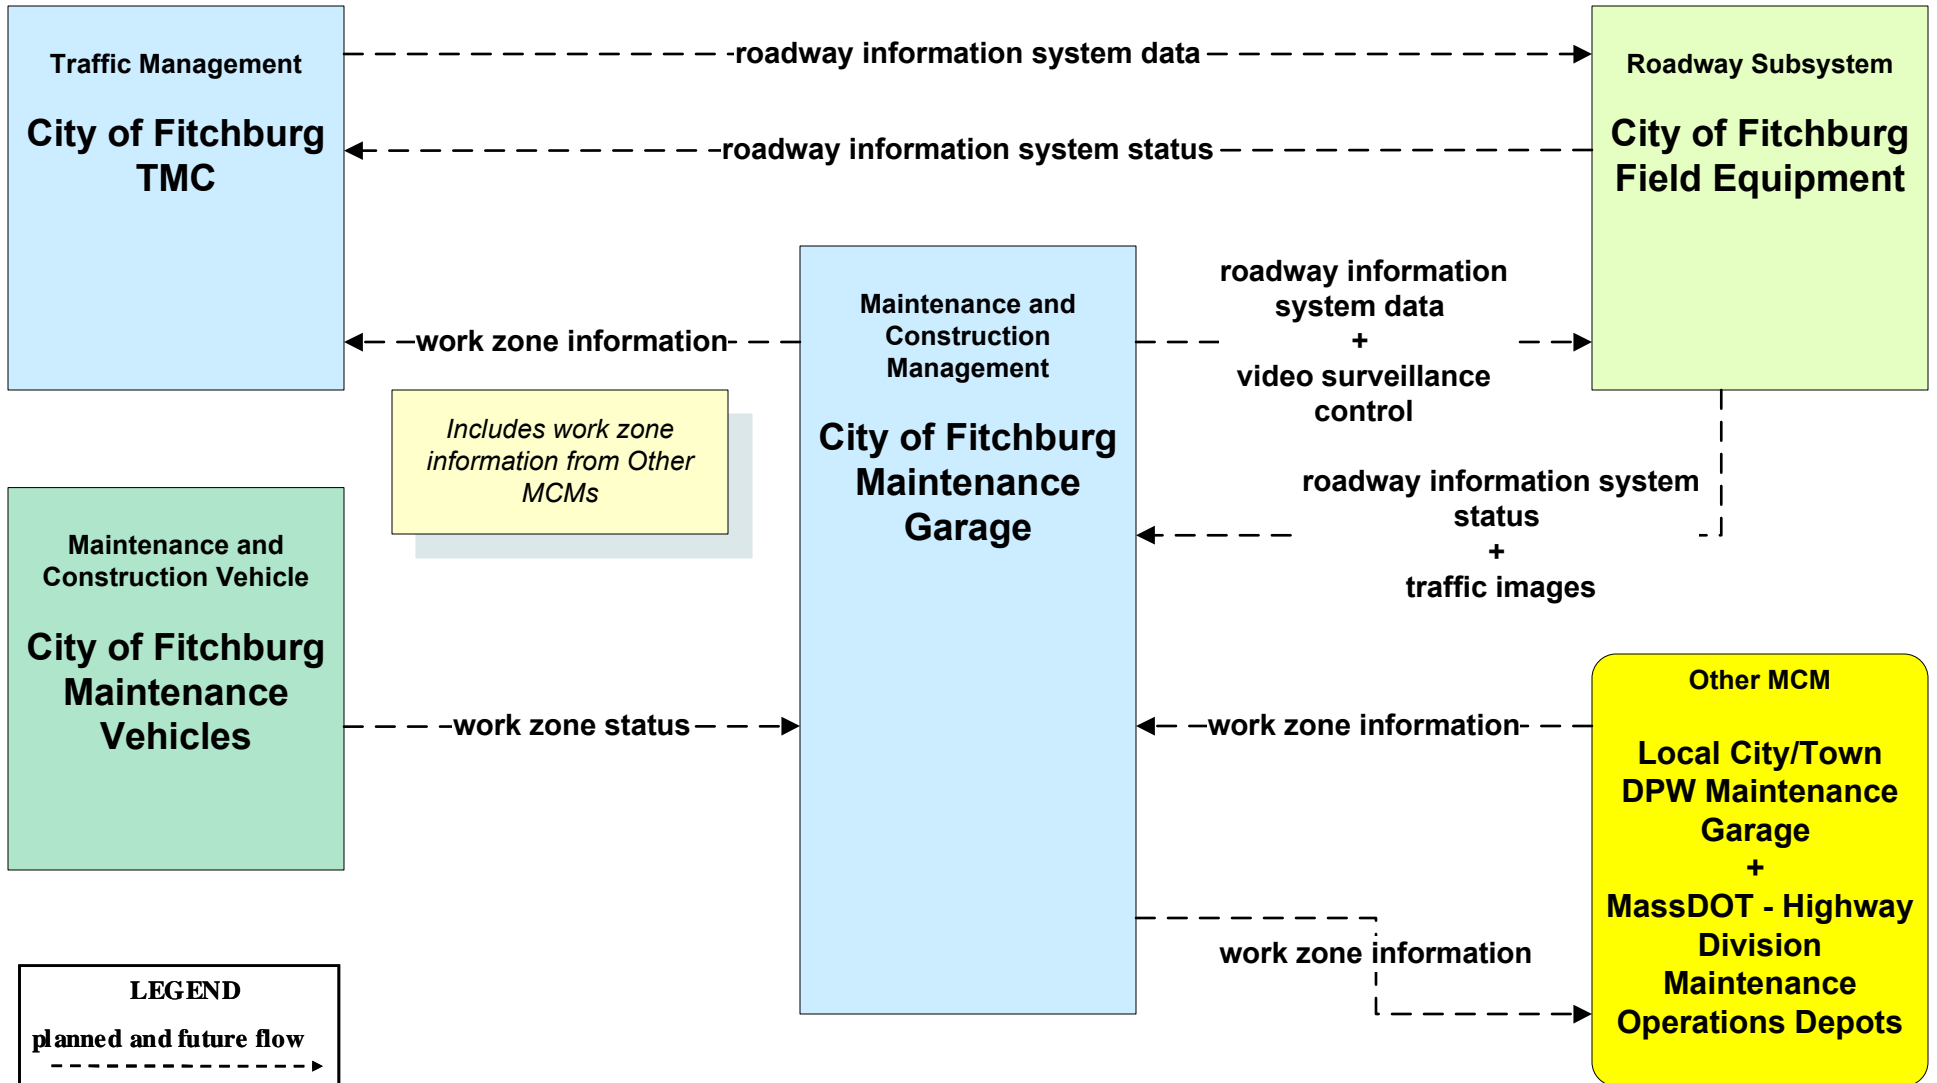 Traffic Management
City of Fitchburg
TMC
roadway information system data
roadway information system status
Roadway Subsystem
City of Fitchburg
Field Equipment
work zone information
Includes work zone
information from Other
MCMs
Maintenance and
Construction
Management
City of Fitchburg
Maintenance
Garage
roadway information
system data
+
video surveillance
control
roadway information system
status
+
traffic images
Maintenance and
Construction Vehicle
City of Fitchburg
Maintenance
Vehicles
work zone status
work zone information
work zone information
Other MCM
Local City/Town
DPW Maintenance
Garage
+
MassDOT - Highway
Division
Maintenance
Operations Depots
LEGEND
planned and future flow